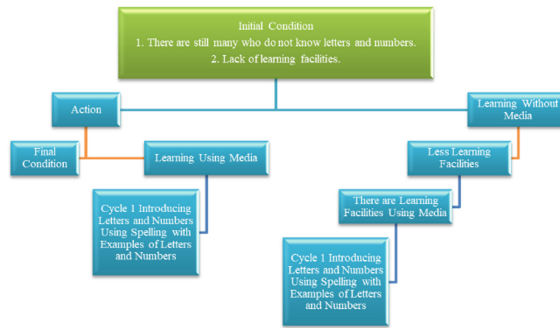 Initial Condition
1. There are still many who do not know letters and numbers.
2. Lack of learning facilities.
Action
Learning Without
Media
Final
Condition
Learning Using Media
Less Learning
Facilities
Cycle 1 Introducing
Letters and Numbers
Using Spelling with
Examples of Letters
and Numbers
There are Learning
Facilities Using Media
Cycle 1 Introducing
Letters and Numbers
Using Spelling with
Examples of Letters
and Numbers